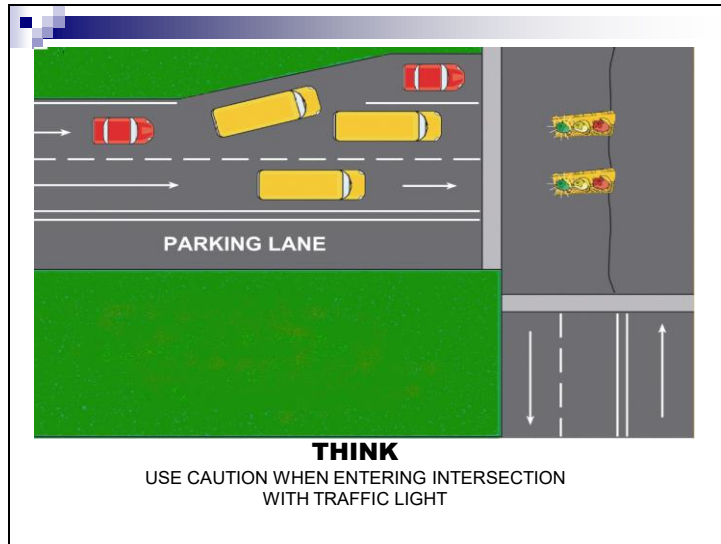 PARKING LANE
THINK
USE CAUTION WHEN ENTERING INTERSECTION
WITH TRAFFIC LIGHT